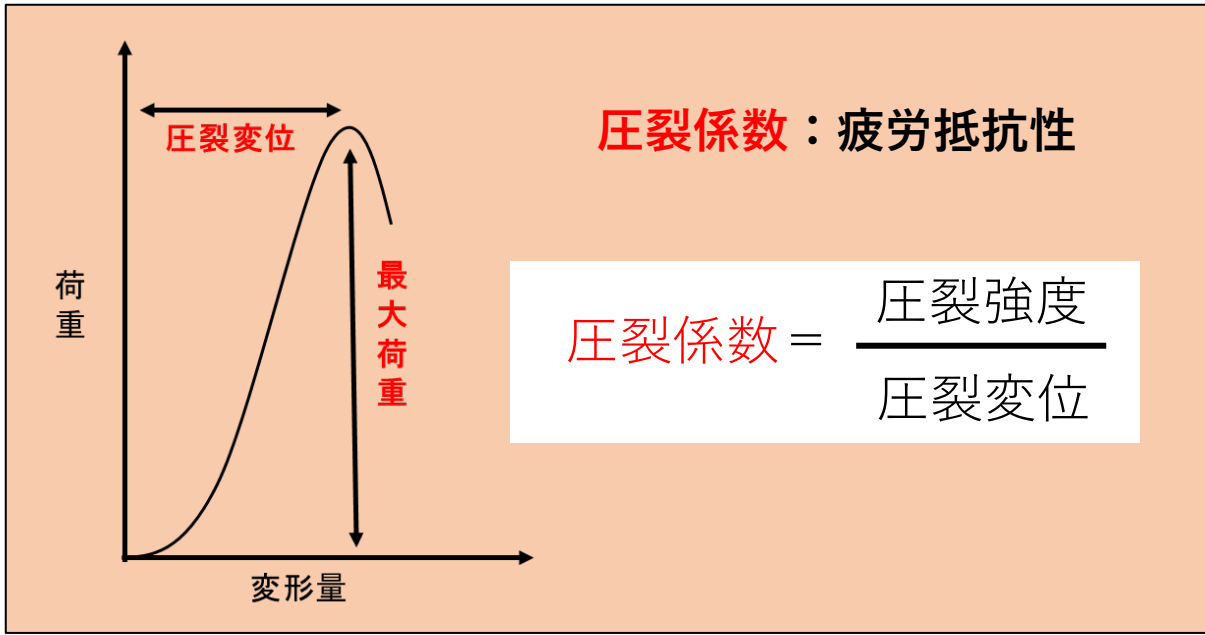 圧裂変位
荷重
最大荷重
変形量
圧裂係数：疲労抵抗性
圧裂係数＝
圧裂強度
圧裂変位